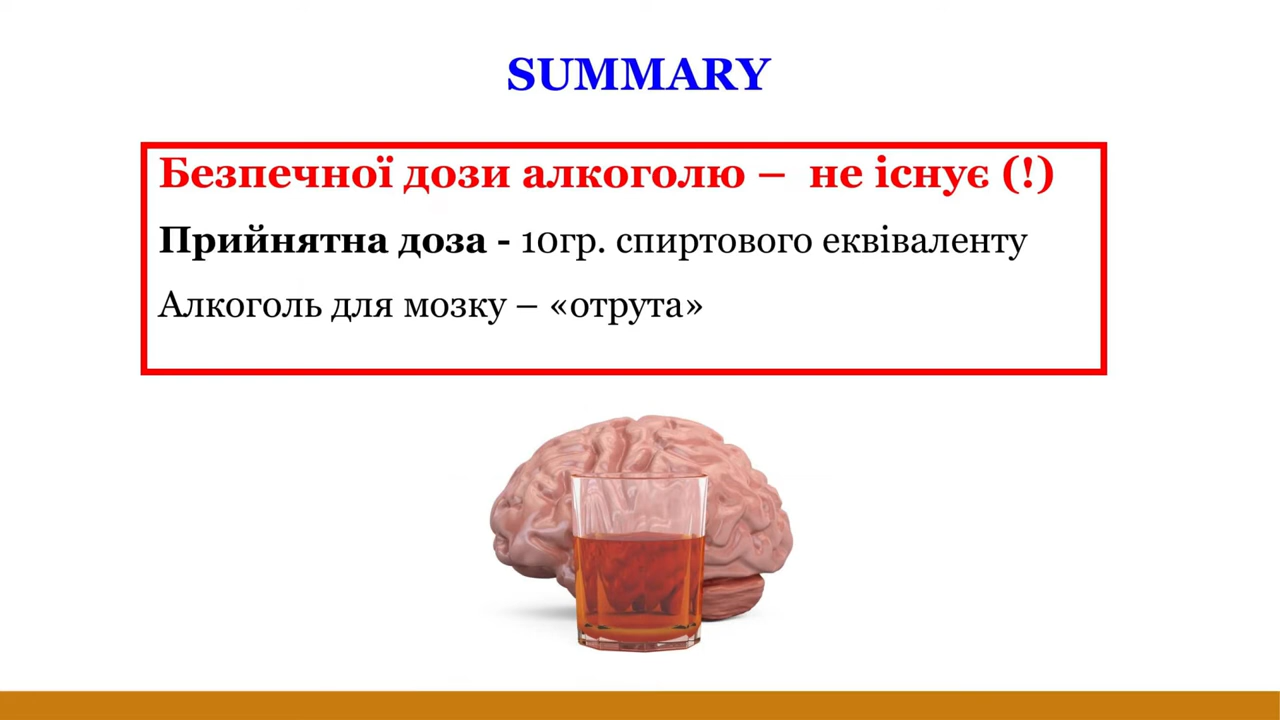 SUMMARY
Безпечної дози алкоголю – не існує (!)
Прийнятна доза - 10гр. спиртового еквіваленту
Алкоголь для мозку – «отрута»